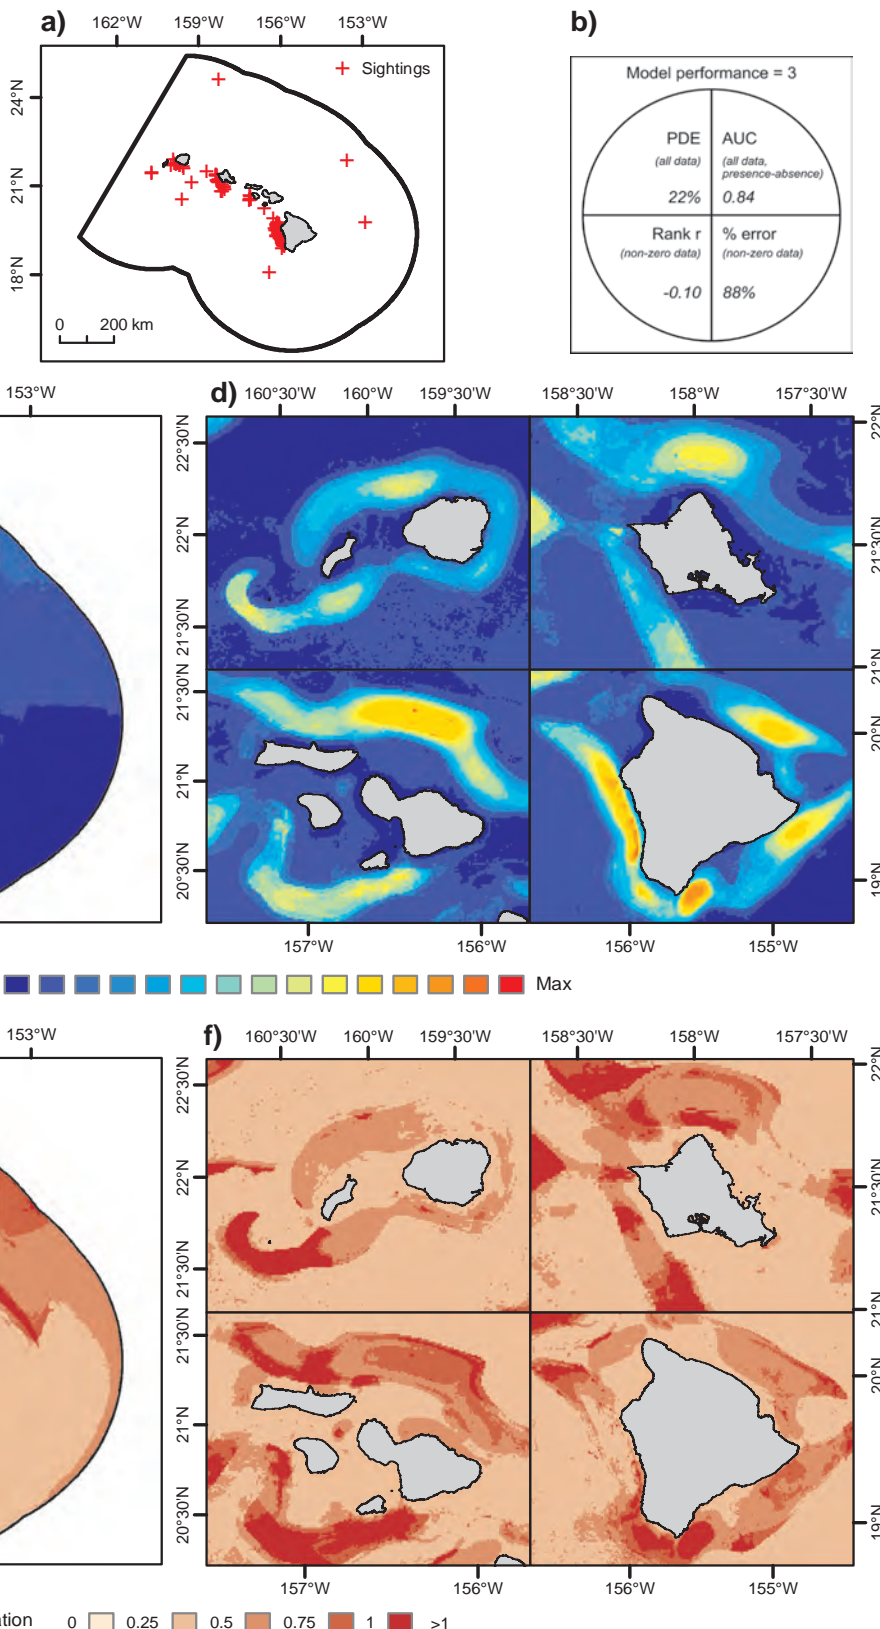 a)
162°W 159°W 156°W 153°W
24°N
21°N
18°N
Sightings
0 200 km
b)
Model performance = 3
PDE
(all data)
22%
AUC
(all data,
presence-absence)
0.84
Rank r
(non-zero data)
-0.10
% error
(non-zero data)
88%
153°W
d)
160°30'W 160°W 159°30'W 158°30'W 158°W 157°30'W
22°30'N
22°N
21°30'N
22°N
21°30'N
21°N
21°30'N
21°N
20°30'N
20°N
19°N
157°W 156°W 156°W 155°W
Max
153°W
f)
160°30'W 160°W 159°30'W 158°30'W 158°W 157°30'W
22°30'N
22°N
21°30'N
22°N
21°30'N
21°N
21°30'N
21°N
20°30'N
20°N
19°N
157°W 156°W 156°W 155°W
0 0.25 0.5 0.75 1 >1